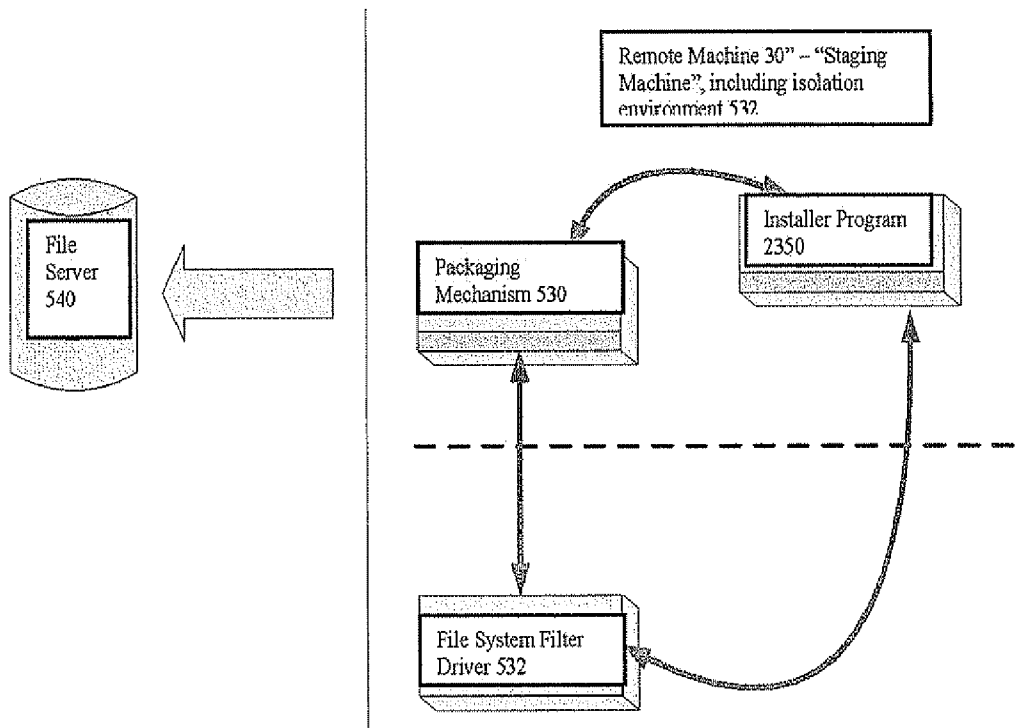 Remote Machine 30” – “Staging
Machine”, including isolation
environment 532
File
Server
540
Packaging
Mechanism 530
Installer Program
2350
File System Filter
Driver 532